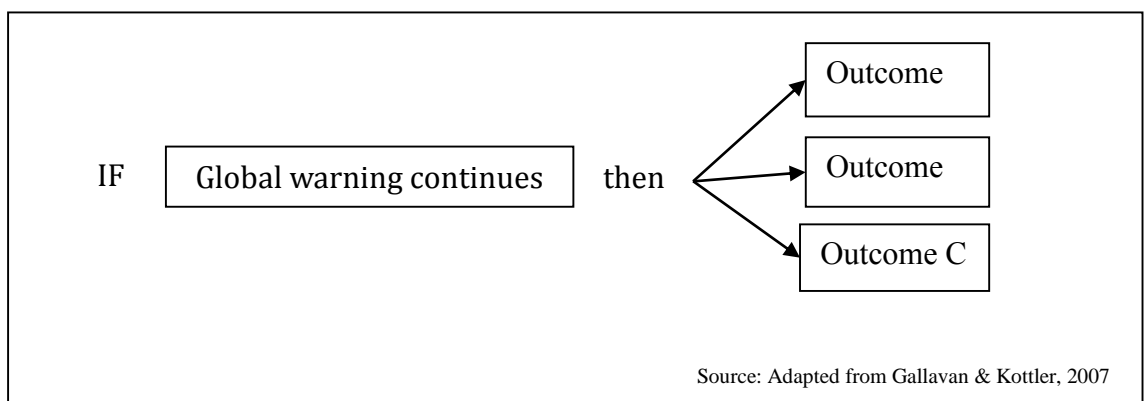 Outcome
IF Global warning continues then Outcome
Outcome C
Source: Adapted from Gallavan & Kottler, 2007